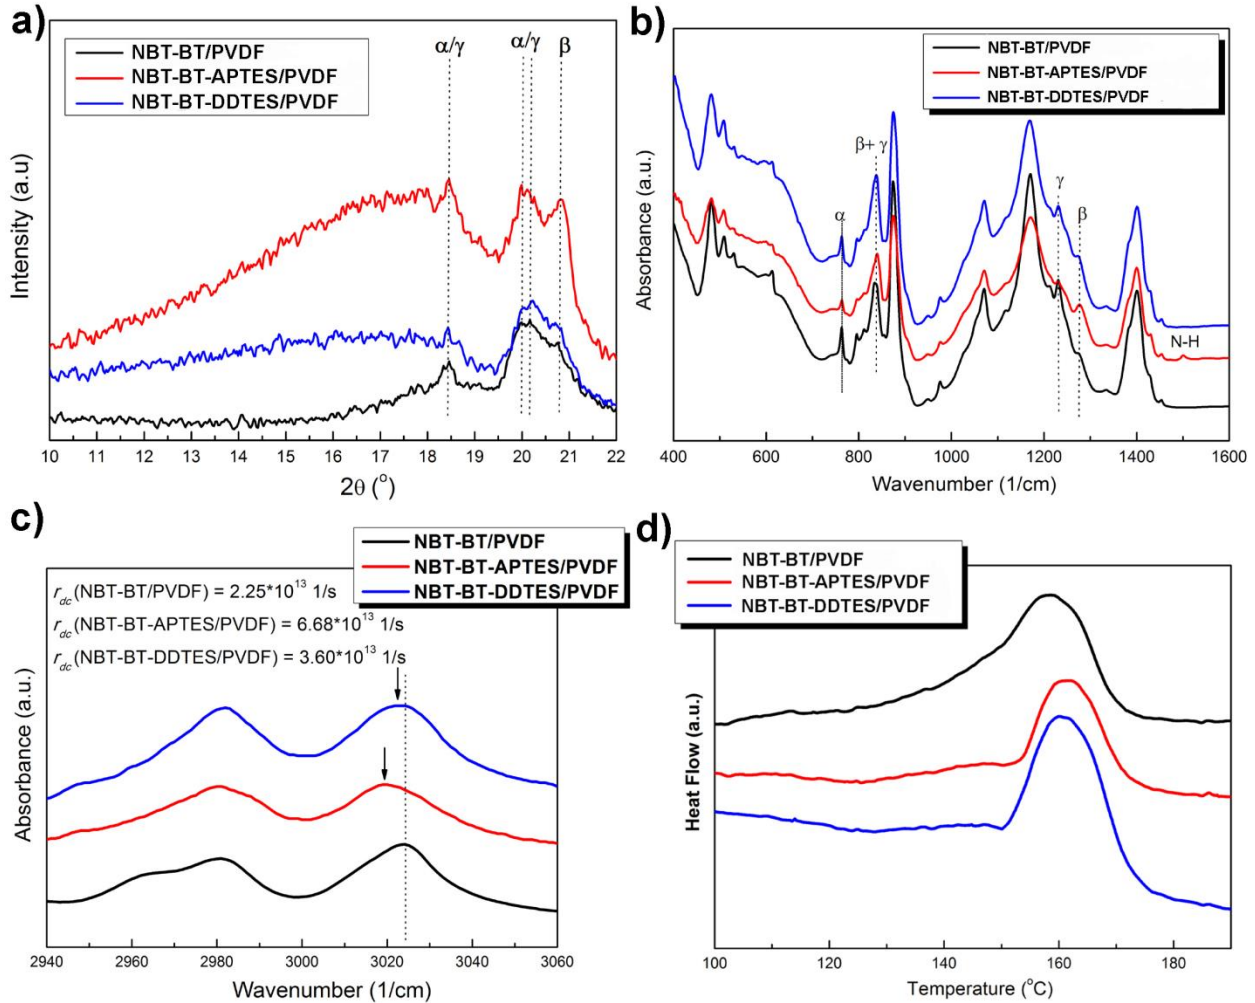 a)
NBT-BT/PVDF
NBT-BT-APTES/PVDF
NBT-BT-DDTES/PVDF
α/γ α/γ β
Intensity (a.u)
10 11 12 13 14 15 16 17 18 19 20 21 22
2θ (°)
b)
NBT-BT/PVDF
NBT-BT-APTES/PVDF
NBT-BT-DDTES/PVDF
β+ γ
α
γ
β
N-H
Absorbance (a.u.)
400 600 800 1000 1200 1400 1600
Wavenumber (1/cm)
c)
NBT-BT/PVDF
NBT-BT-APTES/PVDF
NBT-BT-DDTES/PVDF
r_dc(NBT-BT/PVDF) = 2.25*10^13 1/s
r_dc(NBT-BT-APTES/PVDF) = 6.68*10^13 1/s
r_dc(NBT-BT-DDTES/PVDF) = 3.60*10^13 1/s
Absorbance (a.u.)
2940 2960 2980 3000 3020 3040 3060
Wavenumber (1/cm)
d)
NBT-BT/PVDF
NBT-BT-APTES/PVDF
NBT-BT-DDTES/PVDF
Heat Flow (a.u.)
100 120 140 160 180
Temperature (°C)